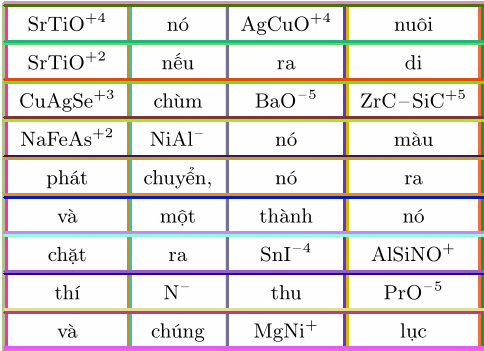 SrTiO⁺⁴ nó AgCuO⁺⁴ nuôi
SrTiO⁺² nếu ra di
CuAgSe⁺³ chùm BaO⁻⁵ ZrC–SiC⁺⁵
NaFeAs⁺² NiAl⁻ nó màu
phát chuyển, nó ra
và một thành nó
chặt ra SnI⁻⁴ AlSiNO⁺
thí N⁻ thu PrO⁻⁵
và chúng MgNi⁺ lục